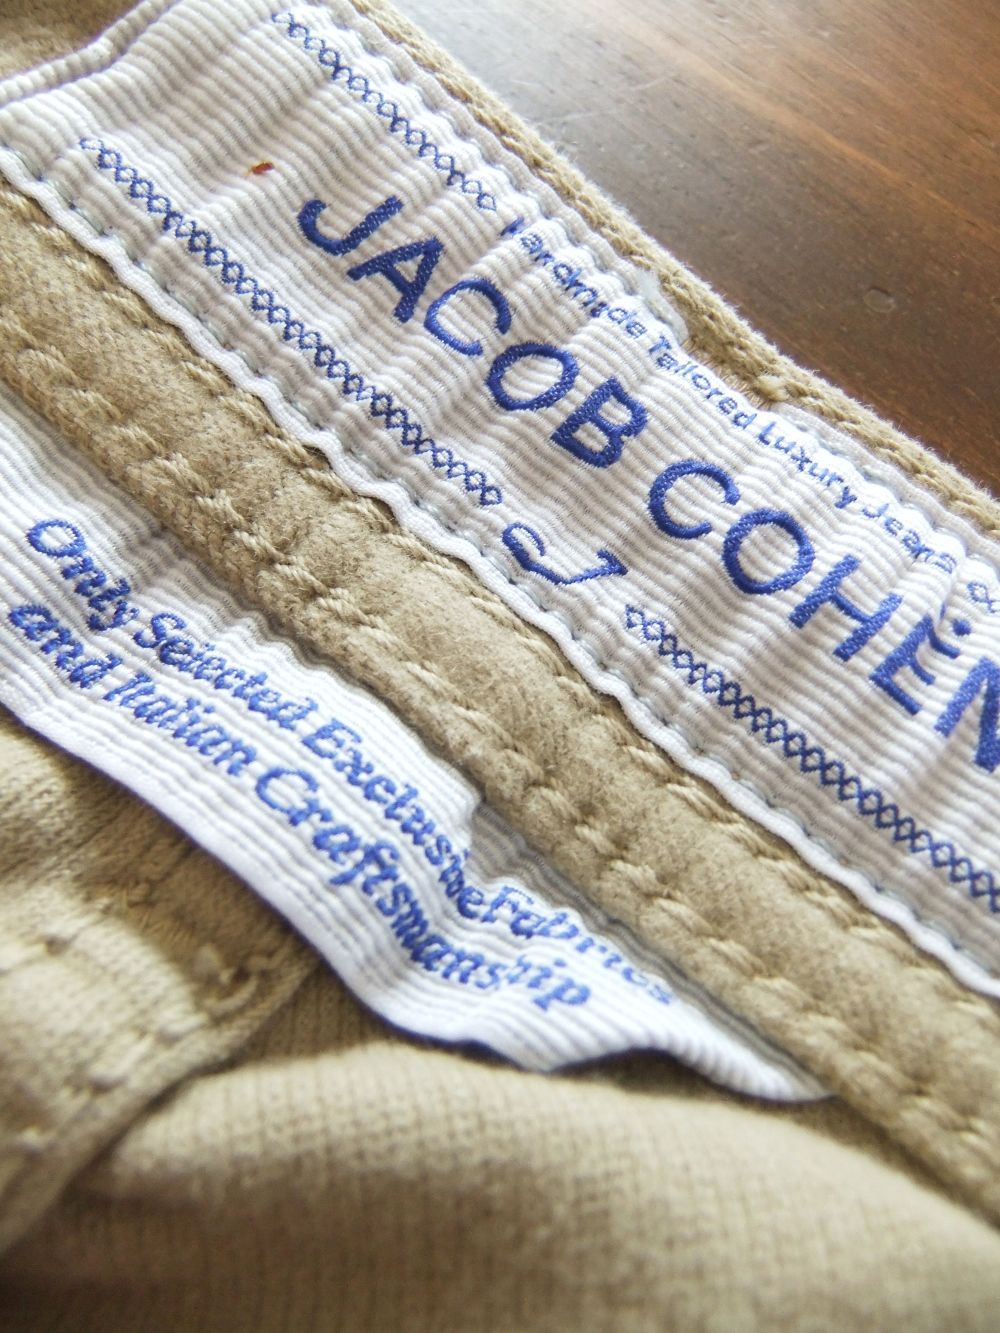 Handmade Tailored Luxury Jeans
JACOB COHËN
Only Selected Exclusive Fabrics
and Italian Craftsmanship